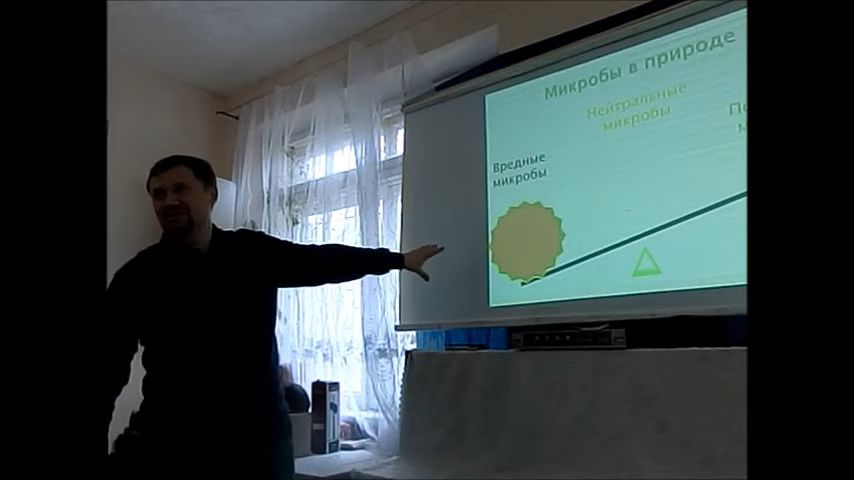 Микробы в природе
Нейтральные
микробы
Вредные
микробы